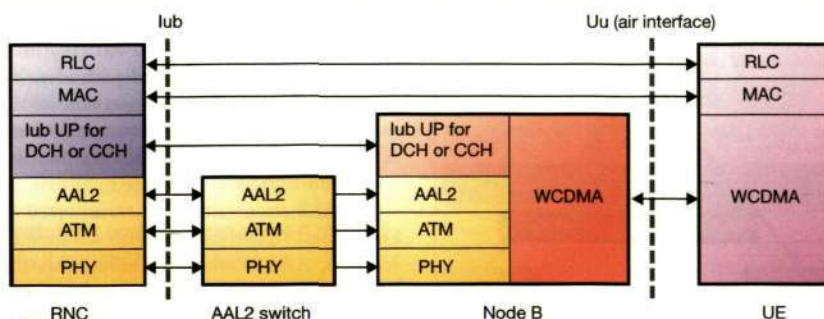 Iub
Uu (air interface)
RLC
MAC
Iub UP for
DCH or CCH
AAL2
ATM
PHY
RNC
AAL2
ATM
PHY
AAL2 switch
Iub UP for
DCH or CCH
AAL2
ATM
PHY
WCDMA
Node B
RLC
MAC
WCDMA
UE